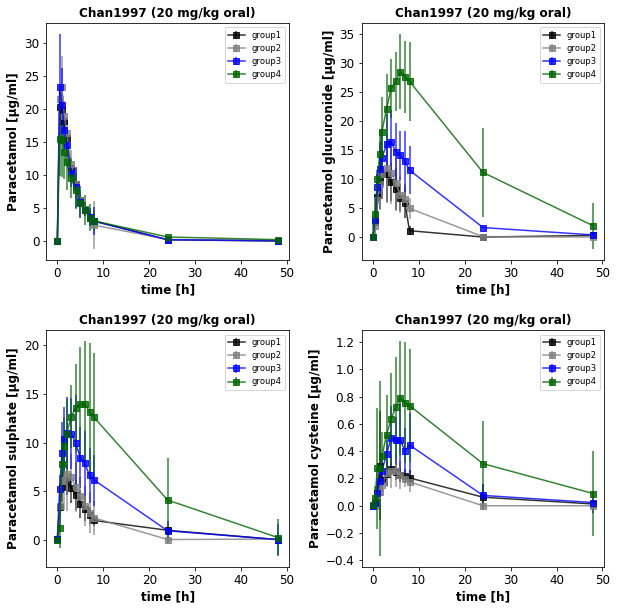 Chan1997 (20 mg/kg oral)
Paracetamol [µg/ml]
30
25
20
15
10
5
0
group1
group2
group3
group4
0 10 20 30 40 50
time [h]
Chan1997 (20 mg/kg oral)
Paracetamol glucuronide [µg/ml]
35
30
25
20
15
10
5
0
group1
group2
group3
group4
0 10 20 30 40 50
time [h]
Chan1997 (20 mg/kg oral)
Paracetamol sulphate [µg/ml]
20
15
10
5
0
group1
group2
group3
group4
0 10 20 30 40 50
time [h]
Chan1997 (20 mg/kg oral)
Paracetamol cysteine [µg/ml]
1.2
1.0
0.8
0.6
0.4
0.2
0.0
−0.2
−0.4
group1
group2
group3
group4
0 10 20 30 40 50
time [h]